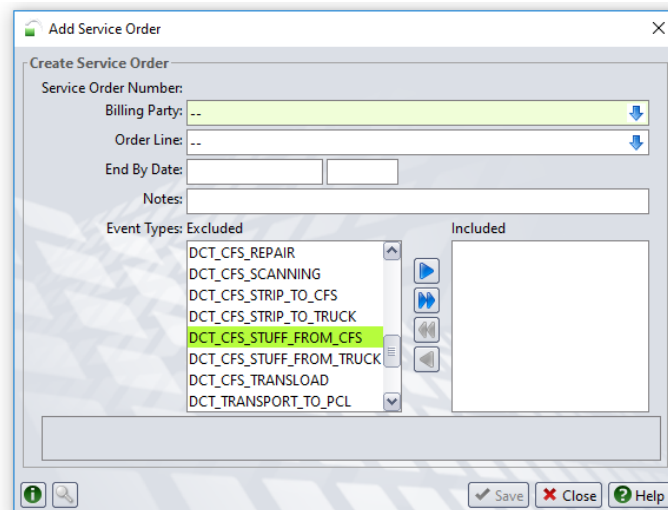 Add Service Order
Create Service Order
Service Order Number:
Billing Party: --
Order Line: --
End By Date:
Notes:
Event Types: Excluded Included
DCT_CFS_REPAIR
DCT_CFS_SCANNING
DCT_CFS_STRIP_TO_CFS
DCT_CFS_STRIP_TO_TRUCK
DCT_CFS_STUFF_FROM_CFS
DCT_CFS_STUFF_FROM_TRUCK
DCT_CFS_TRANSLOAD
DCT_TRANSPORT_TO_PCL
Save Close Help